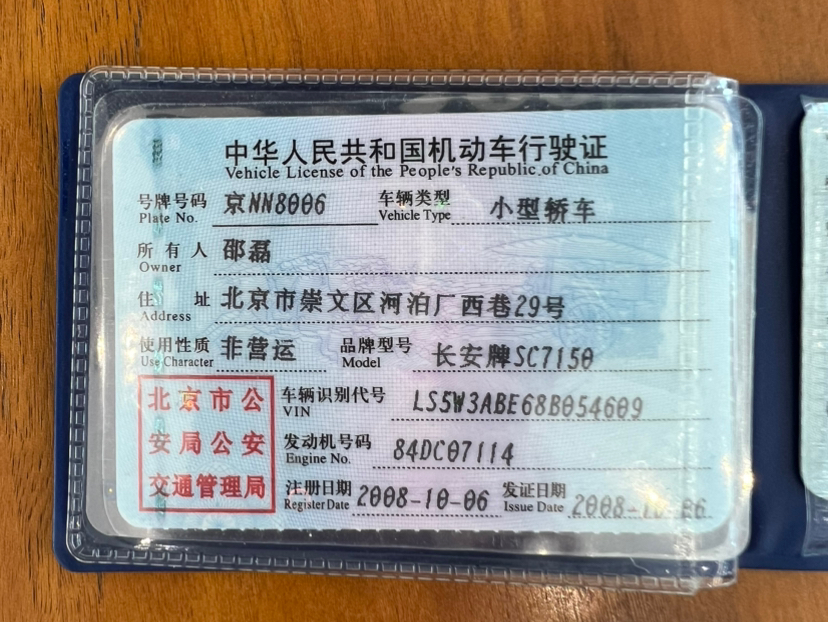 中华人民共和国机动车行驶证
Vehicle License of the People's Republic of China
号牌号码 京NN8006 车辆类型 小型轿车
Plate No. Vehicle Type
所有人 邵磊
Owner
住址 北京市崇文区河泊厂西巷29号
Address
使用性质 非营运 品牌型号 长安牌SC7150
Use Character Model
北京市公 车辆识别代号 LS5W3ABE68B054609
VIN
安局公安 发动机号码 84DC07114
Engine No.
交通管理局 注册日期 2008-10-06 发证日期 2008-10-06
Register Date Issue Date